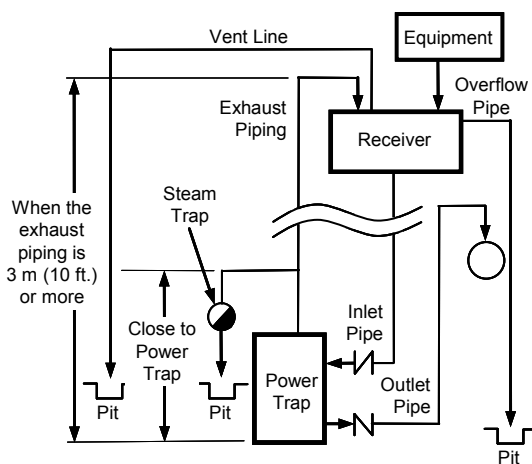 Vent Line
Equipment
Exhaust
Piping
Overflow
Pipe
Receiver
Steam
Trap
When the
exhaust
piping is
3 m (10 ft.)
or more
Close to
Power
Trap
Inlet
Pipe
Power
Trap
Outlet
Pipe
Pit
Pit
Pit